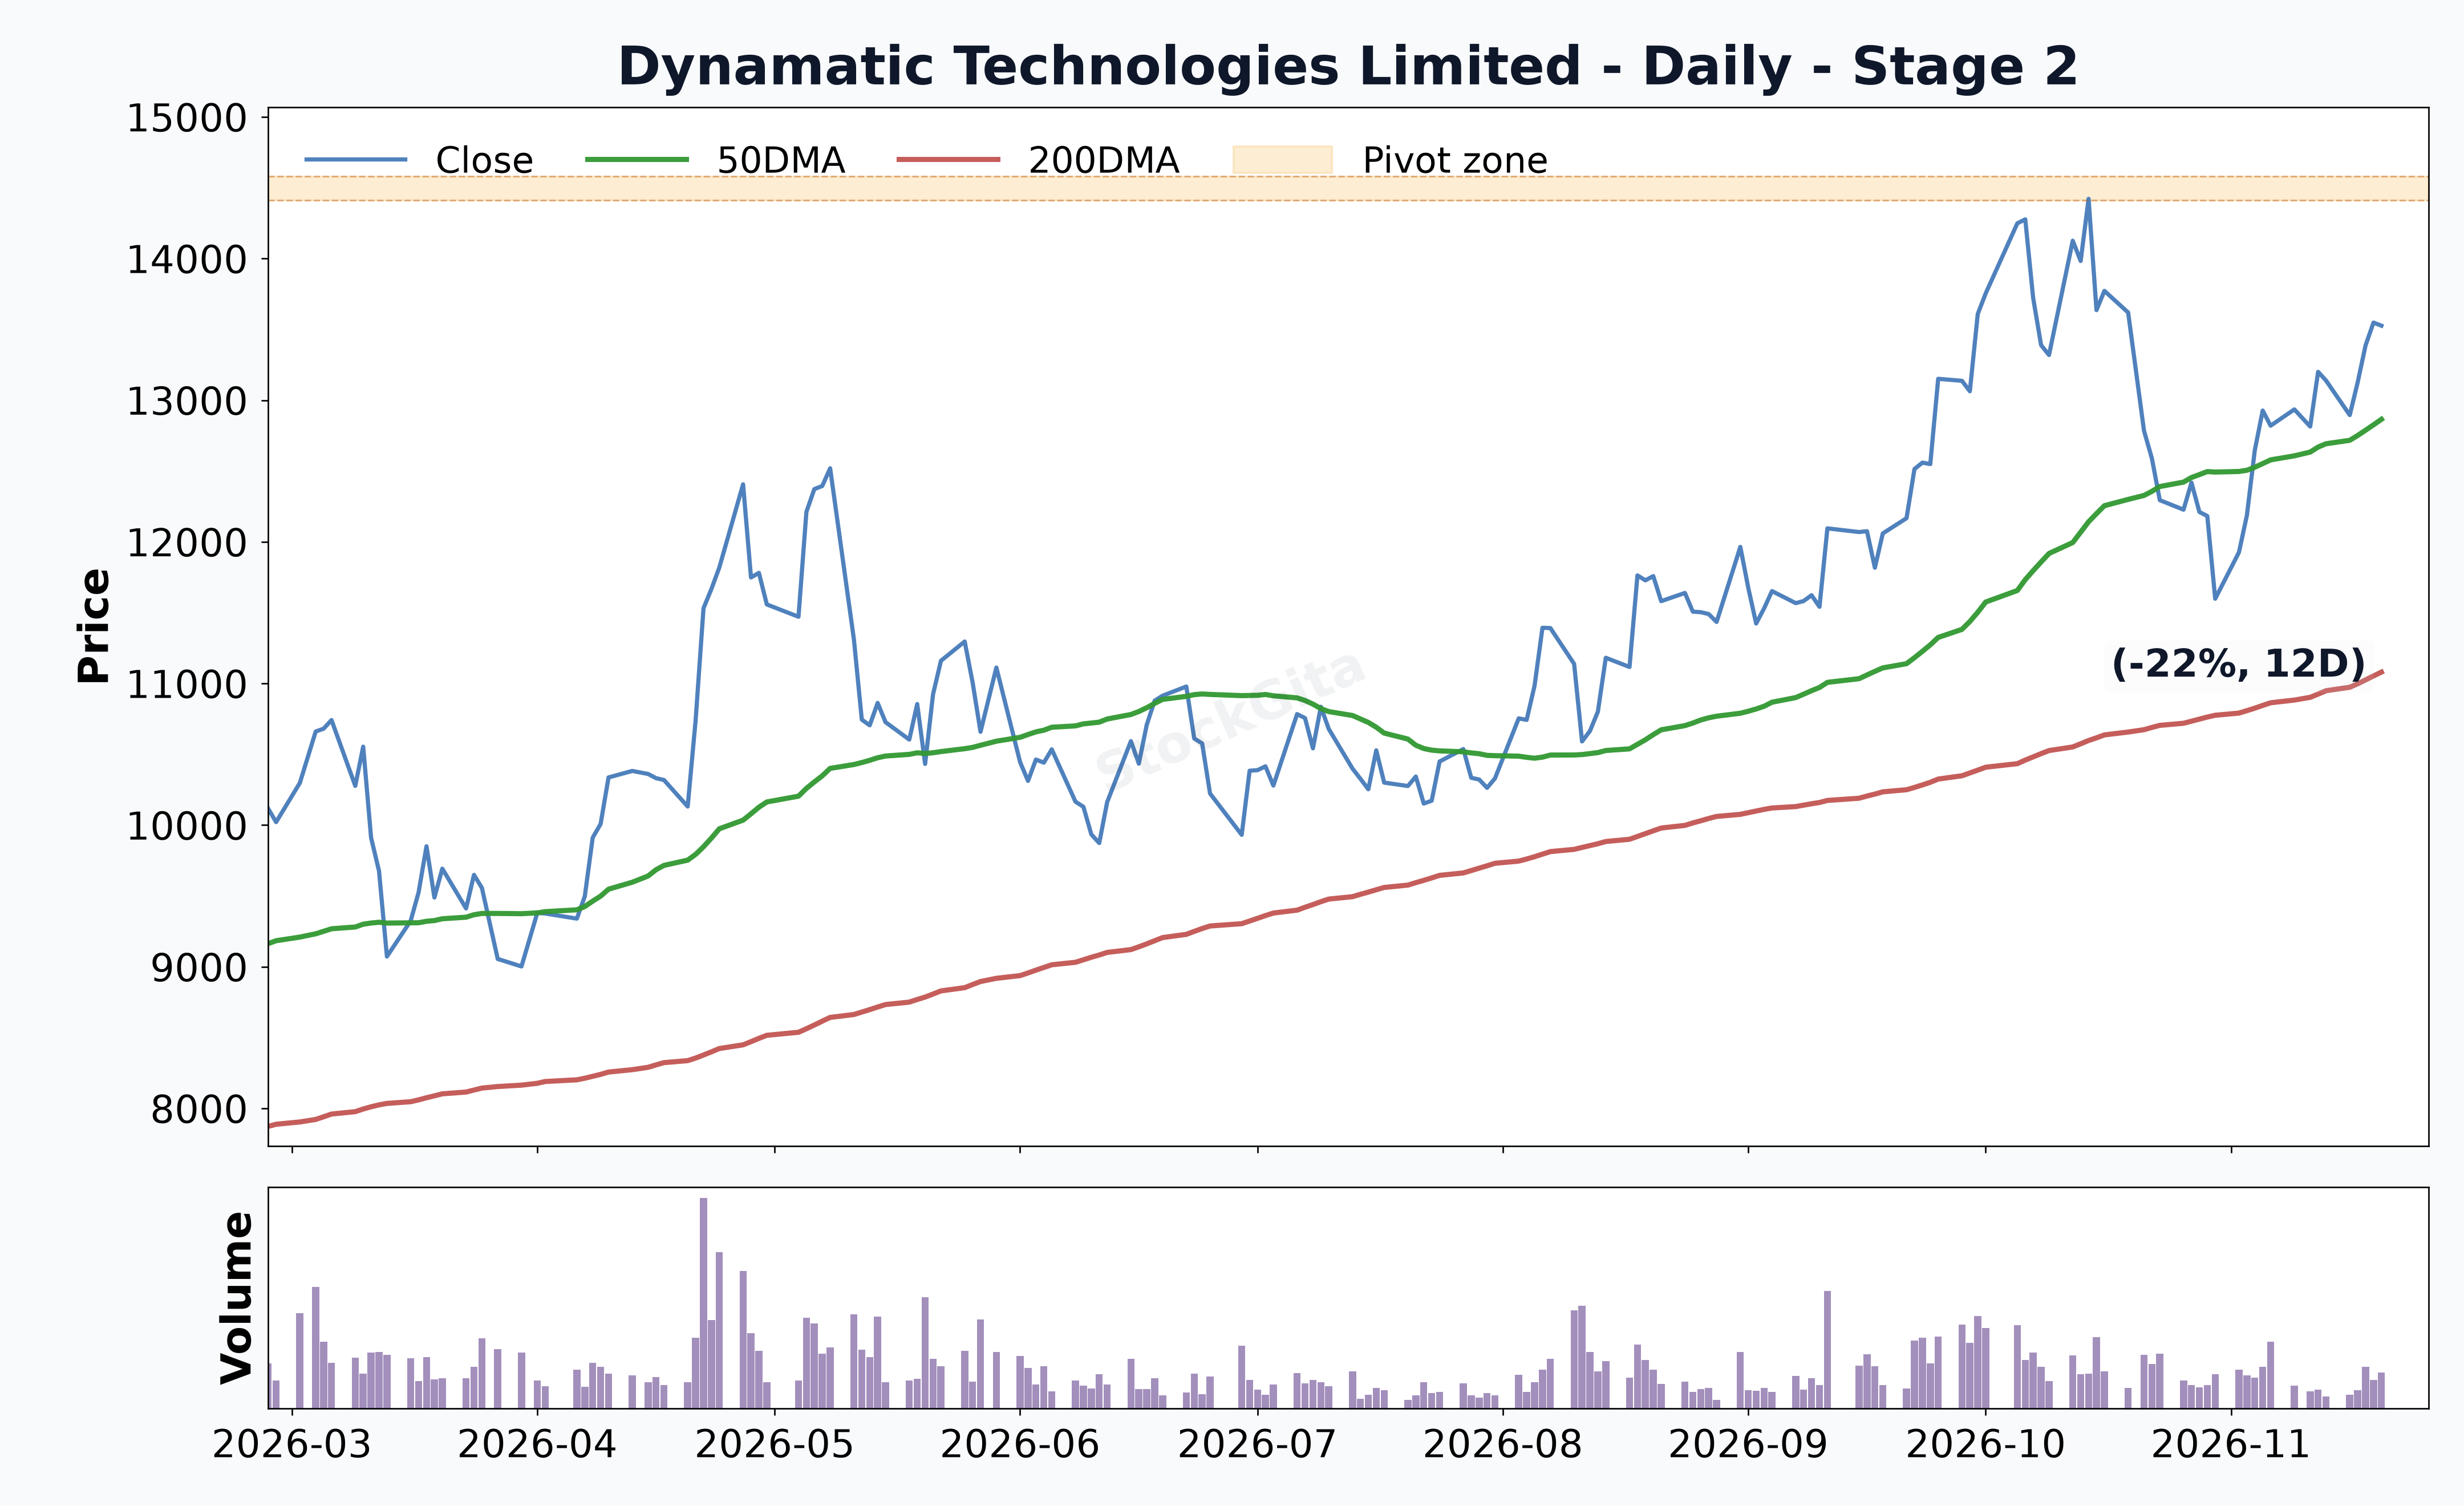 Dynamatic Technologies Limited - Daily - Stage 2
Close 50DMA 200DMA Pivot zone
15000
14000
13000
12000
11000
10000
9000
8000
Price
(-22%, 12D)
StockGita
Volume
2026-03 2026-04 2026-05 2026-06 2026-07 2026-08 2026-09 2026-10 2026-11